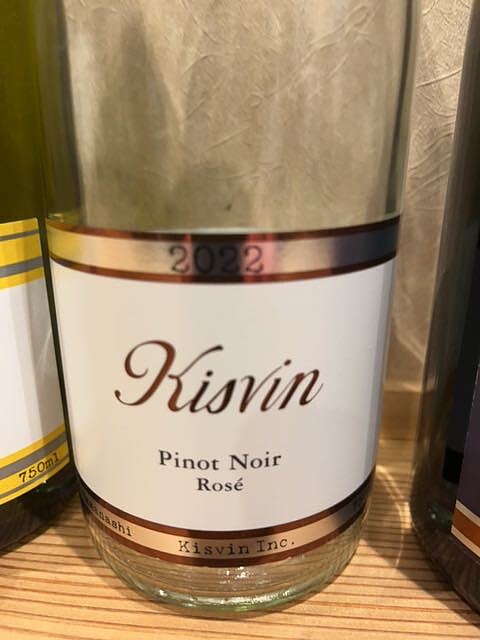 2022
Kisvin
Pinot Noir
Rosé
Kisvin Inc.
750ml